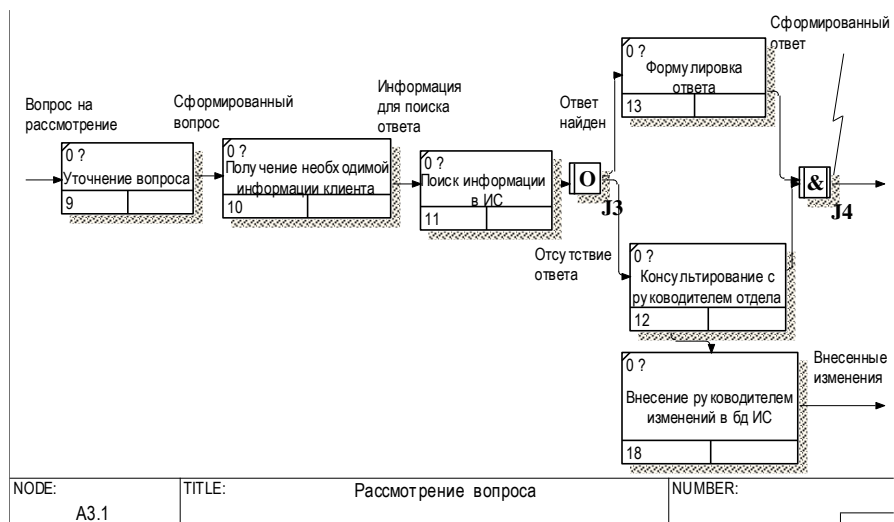 Вопрос на
рассмотрение
0 ?
Уточнение вопроса
9
Сформированный
вопрос
0 ?
Получение необходимой
информации клиента
10
Информация
для поиска
ответа
0 ?
Поиск информации
в ИС
11
O
J3
Ответ
найден
0 ?
Формулировка
ответа
13
Сформированный
ответ
&
J4
Отсутствие
ответа
0 ?
Консультирование с
руководителем отдела
12
0 ?
Внесение руководителем
изменений в бд ИС
18
Внесенные
изменения
NODE:
A3.1
TITLE:
Рассмотрение вопроса
NUMBER: